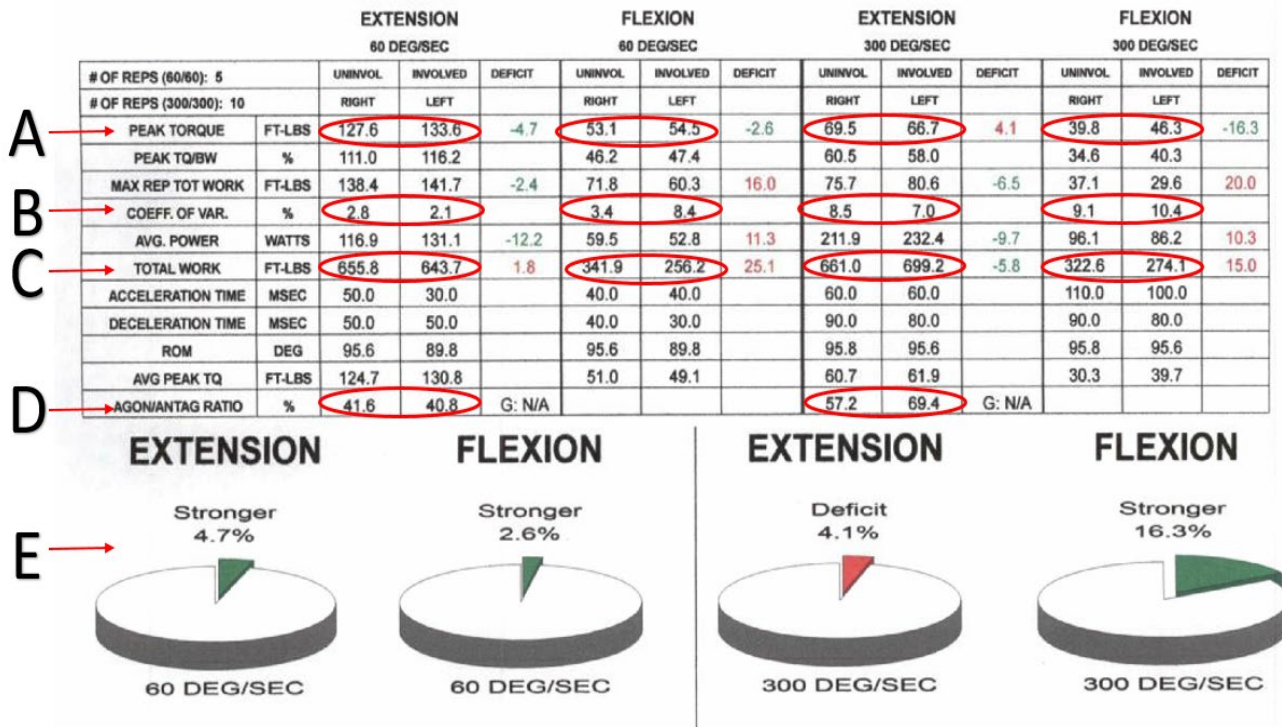 EXTENSION FLEXION EXTENSION FLEXION
60 DEG/SEC 60 DEG/SEC 300 DEG/SEC 300 DEG/SEC
# OF REPS (60/60): 5 UNINVOL INVOLVED DEFICIT UNINVOL INVOLVED DEFICIT UNINVOL INVOLVED DEFICIT UNINVOL INVOLVED DEFICIT
# OF REPS (300/300): 10 RIGHT LEFT RIGHT LEFT RIGHT LEFT RIGHT LEFT
A PEAK TORQUE FT-LBS 127.6 133.6 -4.7 53.1 54.5 -2.6 69.5 66.7 4.1 39.8 46.3 -16.3
PEAK TQ/BW % 111.0 116.2 46.2 47.4 60.5 58.0 34.6 40.3
MAX REP TOT WORK FT-LBS 138.4 141.7 -2.4 71.8 60.3 16.0 75.7 80.6 -6.5 37.1 29.6 20.0
B COEFF. OF VAR. % 2.8 2.1 3.4 8.4 8.5 7.0 9.1 10.4
AVG. POWER WATTS 116.9 131.1 -12.2 59.5 52.8 11.3 211.9 232.4 -9.7 96.1 86.2 10.3
C TOTAL WORK FT-LBS 655.8 643.7 1.8 341.9 256.2 25.1 661.0 699.2 -5.8 322.6 274.1 15.0
ACCELERATION TIME MSEC 50.0 30.0 40.0 40.0 60.0 60.0 110.0 100.0
DECELERATION TIME MSEC 50.0 50.0 40.0 30.0 90.0 80.0 90.0 80.0
ROM DEG 95.6 89.8 95.6 89.8 95.8 95.6 95.8 95.6
AVG PEAK TQ FT-LBS 124.7 130.8 51.0 49.1 60.7 61.9 30.3 39.7
D AGON/ANTAG RATIO % 41.6 40.8 G: N/A 57.2 69.4 G: N/A
EXTENSION FLEXION EXTENSION FLEXION
Stronger Stronger Deficit Stronger
4.7% 2.6% 4.1% 16.3%
E
60 DEG/SEC 60 DEG/SEC 300 DEG/SEC 300 DEG/SEC